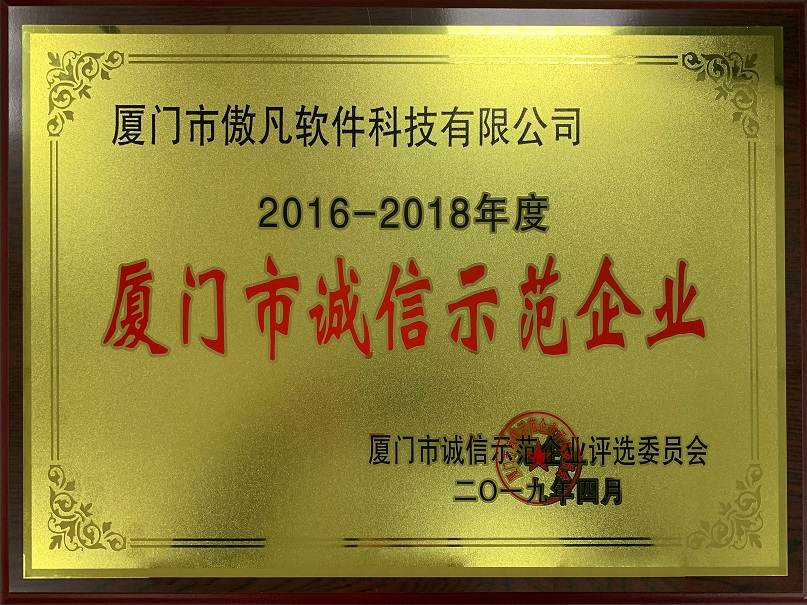 厦门市傲凡软件科技有限公司
2016-2018年度
厦门市诚信示范企业
厦门市诚信示范企业评选委员会
二〇一九年四月